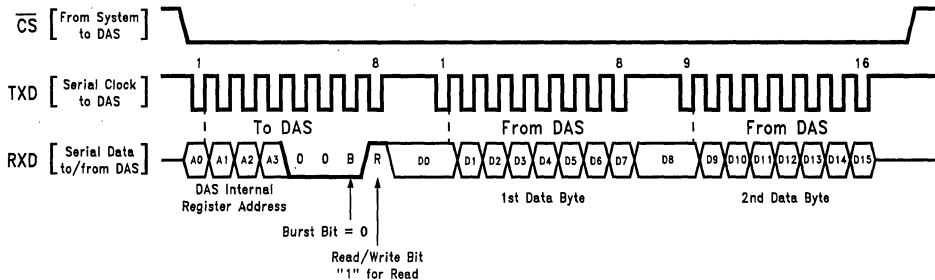 CS [ From System to DAS ]
1 8 1 8 9 16
TXD [ Serial Clock to DAS ]
To DAS From DAS From DAS
RXD [ Serial Data to/from DAS ] A0 A1 A2 A3 0 0 B R D0 D1 D2 D3 D4 D5 D6 D7 D8 D9 D10 D11 D12 D13 D14 D15
DAS Internal Register Address
1st Data Byte 2nd Data Byte
Burst Bit = 0
Read/Write Bit
"1" for Read